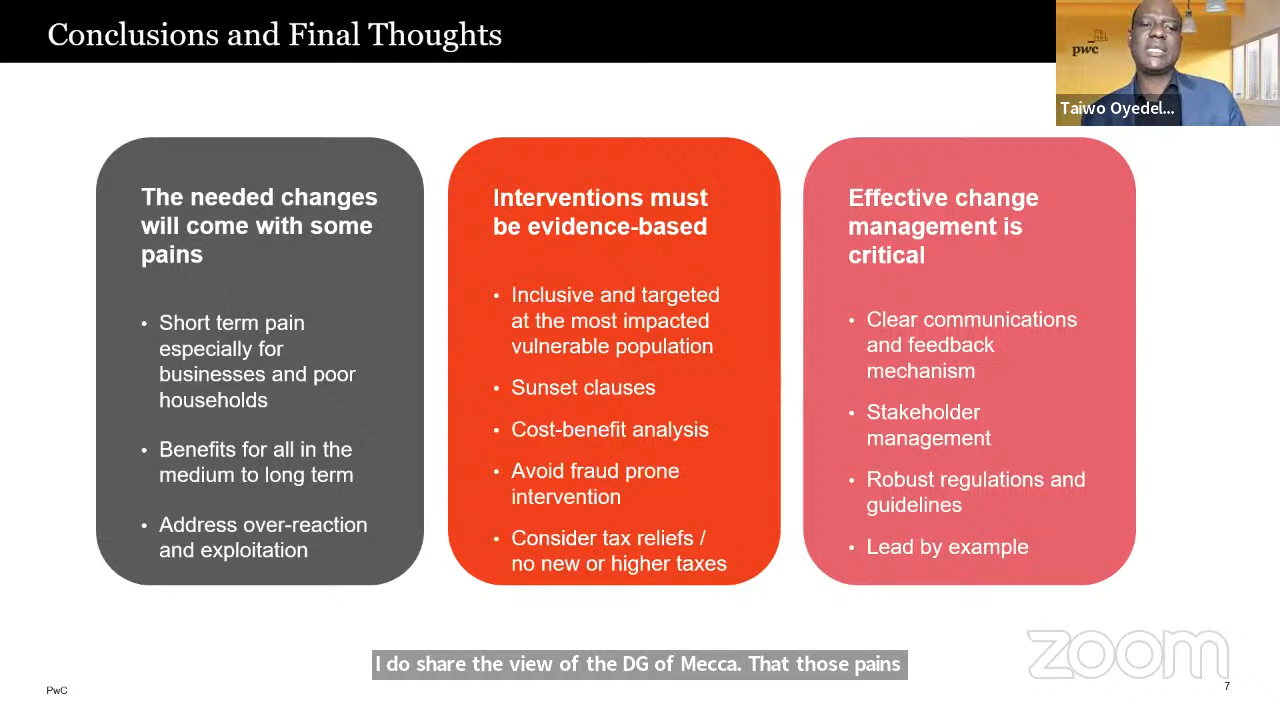 Conclusions and Final Thoughts
pwc
Taiwo Oyedel...
The needed changes
will come with some
pains
• Short term pain
especially for
businesses and poor
households
• Benefits for all in the
medium to long term
• Address over-reaction
and exploitation
Interventions must
be evidence-based
• Inclusive and targeted
at the most impacted
vulnerable population
• Sunset clauses
• Cost-benefit analysis
• Avoid fraud prone
intervention
• Consider tax reliefs /
no new or higher taxes
Effective change
management is
critical
• Clear communications
and feedback
mechanism
• Stakeholder
management
• Robust regulations and
guidelines
• Lead by example
I do share the view of the DG of Mecca. That those pains
zoom
PwC
7